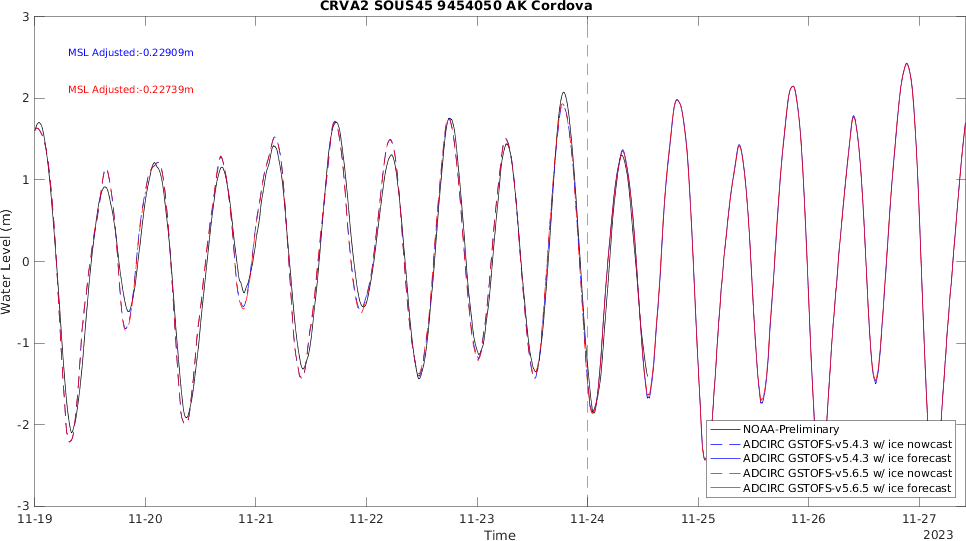 CRVA2 SOUS45 9454050 AK Cordova
MSL Adjusted:-0.22909m
MSL Adjusted:-0.22739m
3
2
1
0
-1
-2
-3
Water Level (m)
NOAA-Preliminary
ADCIRC GSTOFS-v5.4.3 w/ ice nowcast
ADCIRC GSTOFS-v5.4.3 w/ ice forecast
ADCIRC GSTOFS-v5.6.5 w/ ice nowcast
ADCIRC GSTOFS-v5.6.5 w/ ice forecast
11-19 11-20 11-21 11-22 11-23 11-24 11-25 11-26 11-27
Time
2023